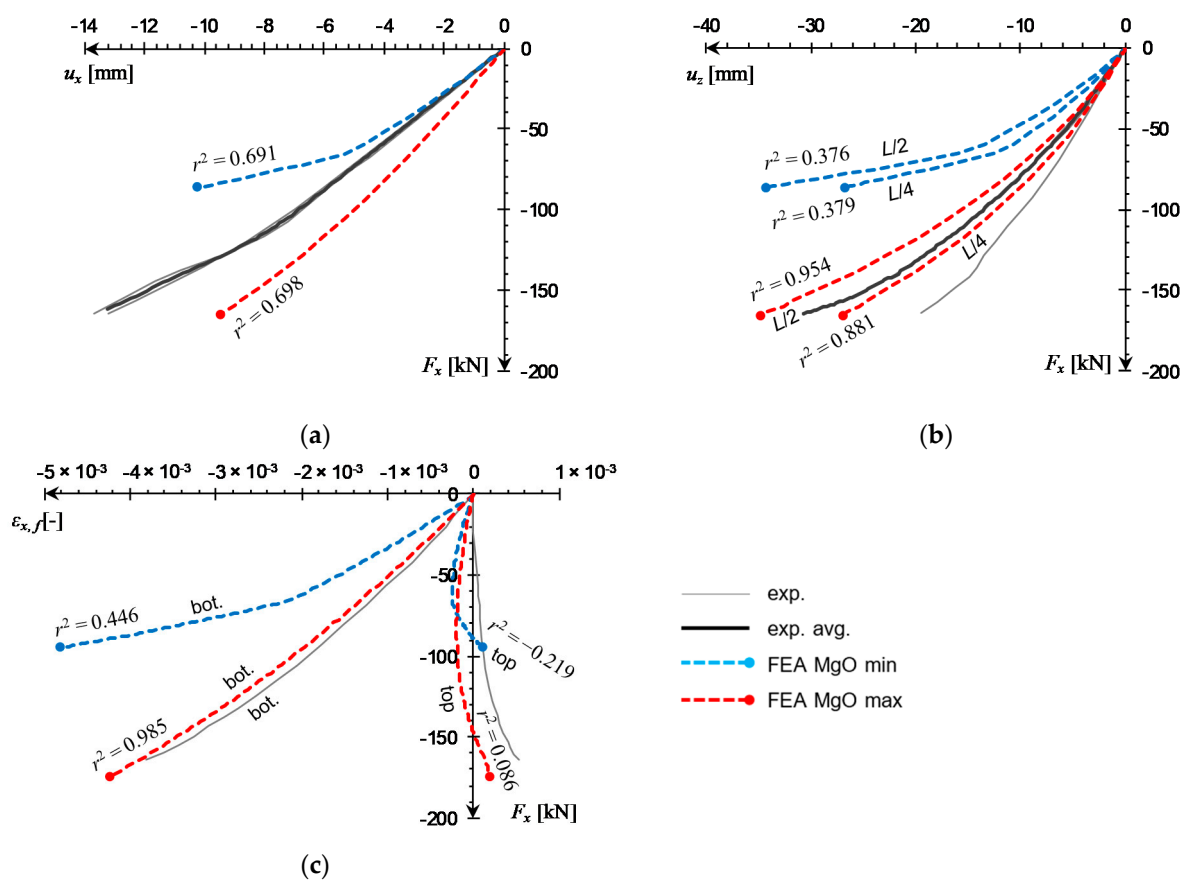 -14 -12 -10 -8 -6 -4 -2 0
0
u_x [mm]
-50
r² = 0.691
-100
-150
r² = 0.698
F_x [kN] -200
(a)
-40 -30 -20 -10 0
0
u_z [mm]
-50
r² = 0.376 L/2
L/4
r² = 0.379
-100
L/4
r² = 0.954
-150
L/2
r² = 0.881
F_x [kN] -200
(b)
-5 × 10⁻³ -4 × 10⁻³ -3 × 10⁻³ -2 × 10⁻³ -1 × 10⁻³ 0 1 × 10⁻³
0
ε_{x,f}[-]
-50
r² = 0.446 bot.
r² = -0.219
top
-100
bot.
top
bot.
r² = 0.985
-150
r² = 0.086
-200 F_x [kN]
(c)
exp.
exp. avg.
FEA MgO min
FEA MgO max